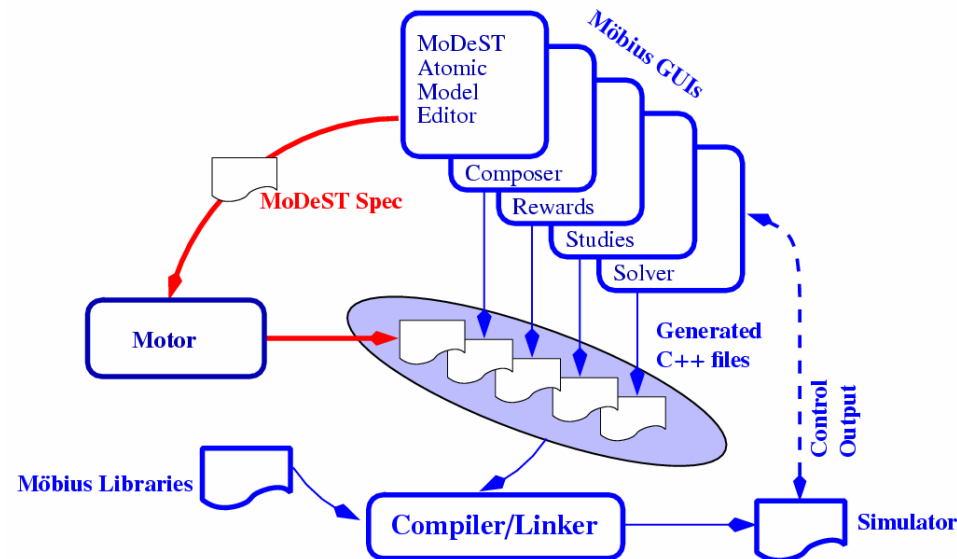 MoDeST
Atomic
Model
Editor
Möbius GUIs
Composer
Rewards
Studies
Solver
MoDeST Spec
Motor
Generated
C++ files
Control
Output
Möbius Libraries
Compiler/Linker
Simulator